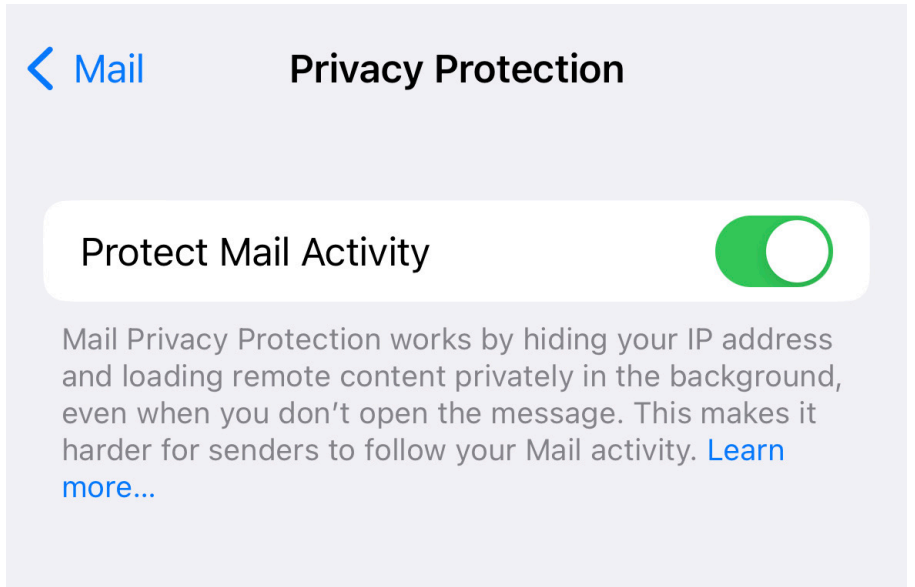 Mail
Privacy Protection
Protect Mail Activity
Mail Privacy Protection works by hiding your IP address
and loading remote content privately in the background,
even when you don’t open the message. This makes it
harder for senders to follow your Mail activity. Learn
more...